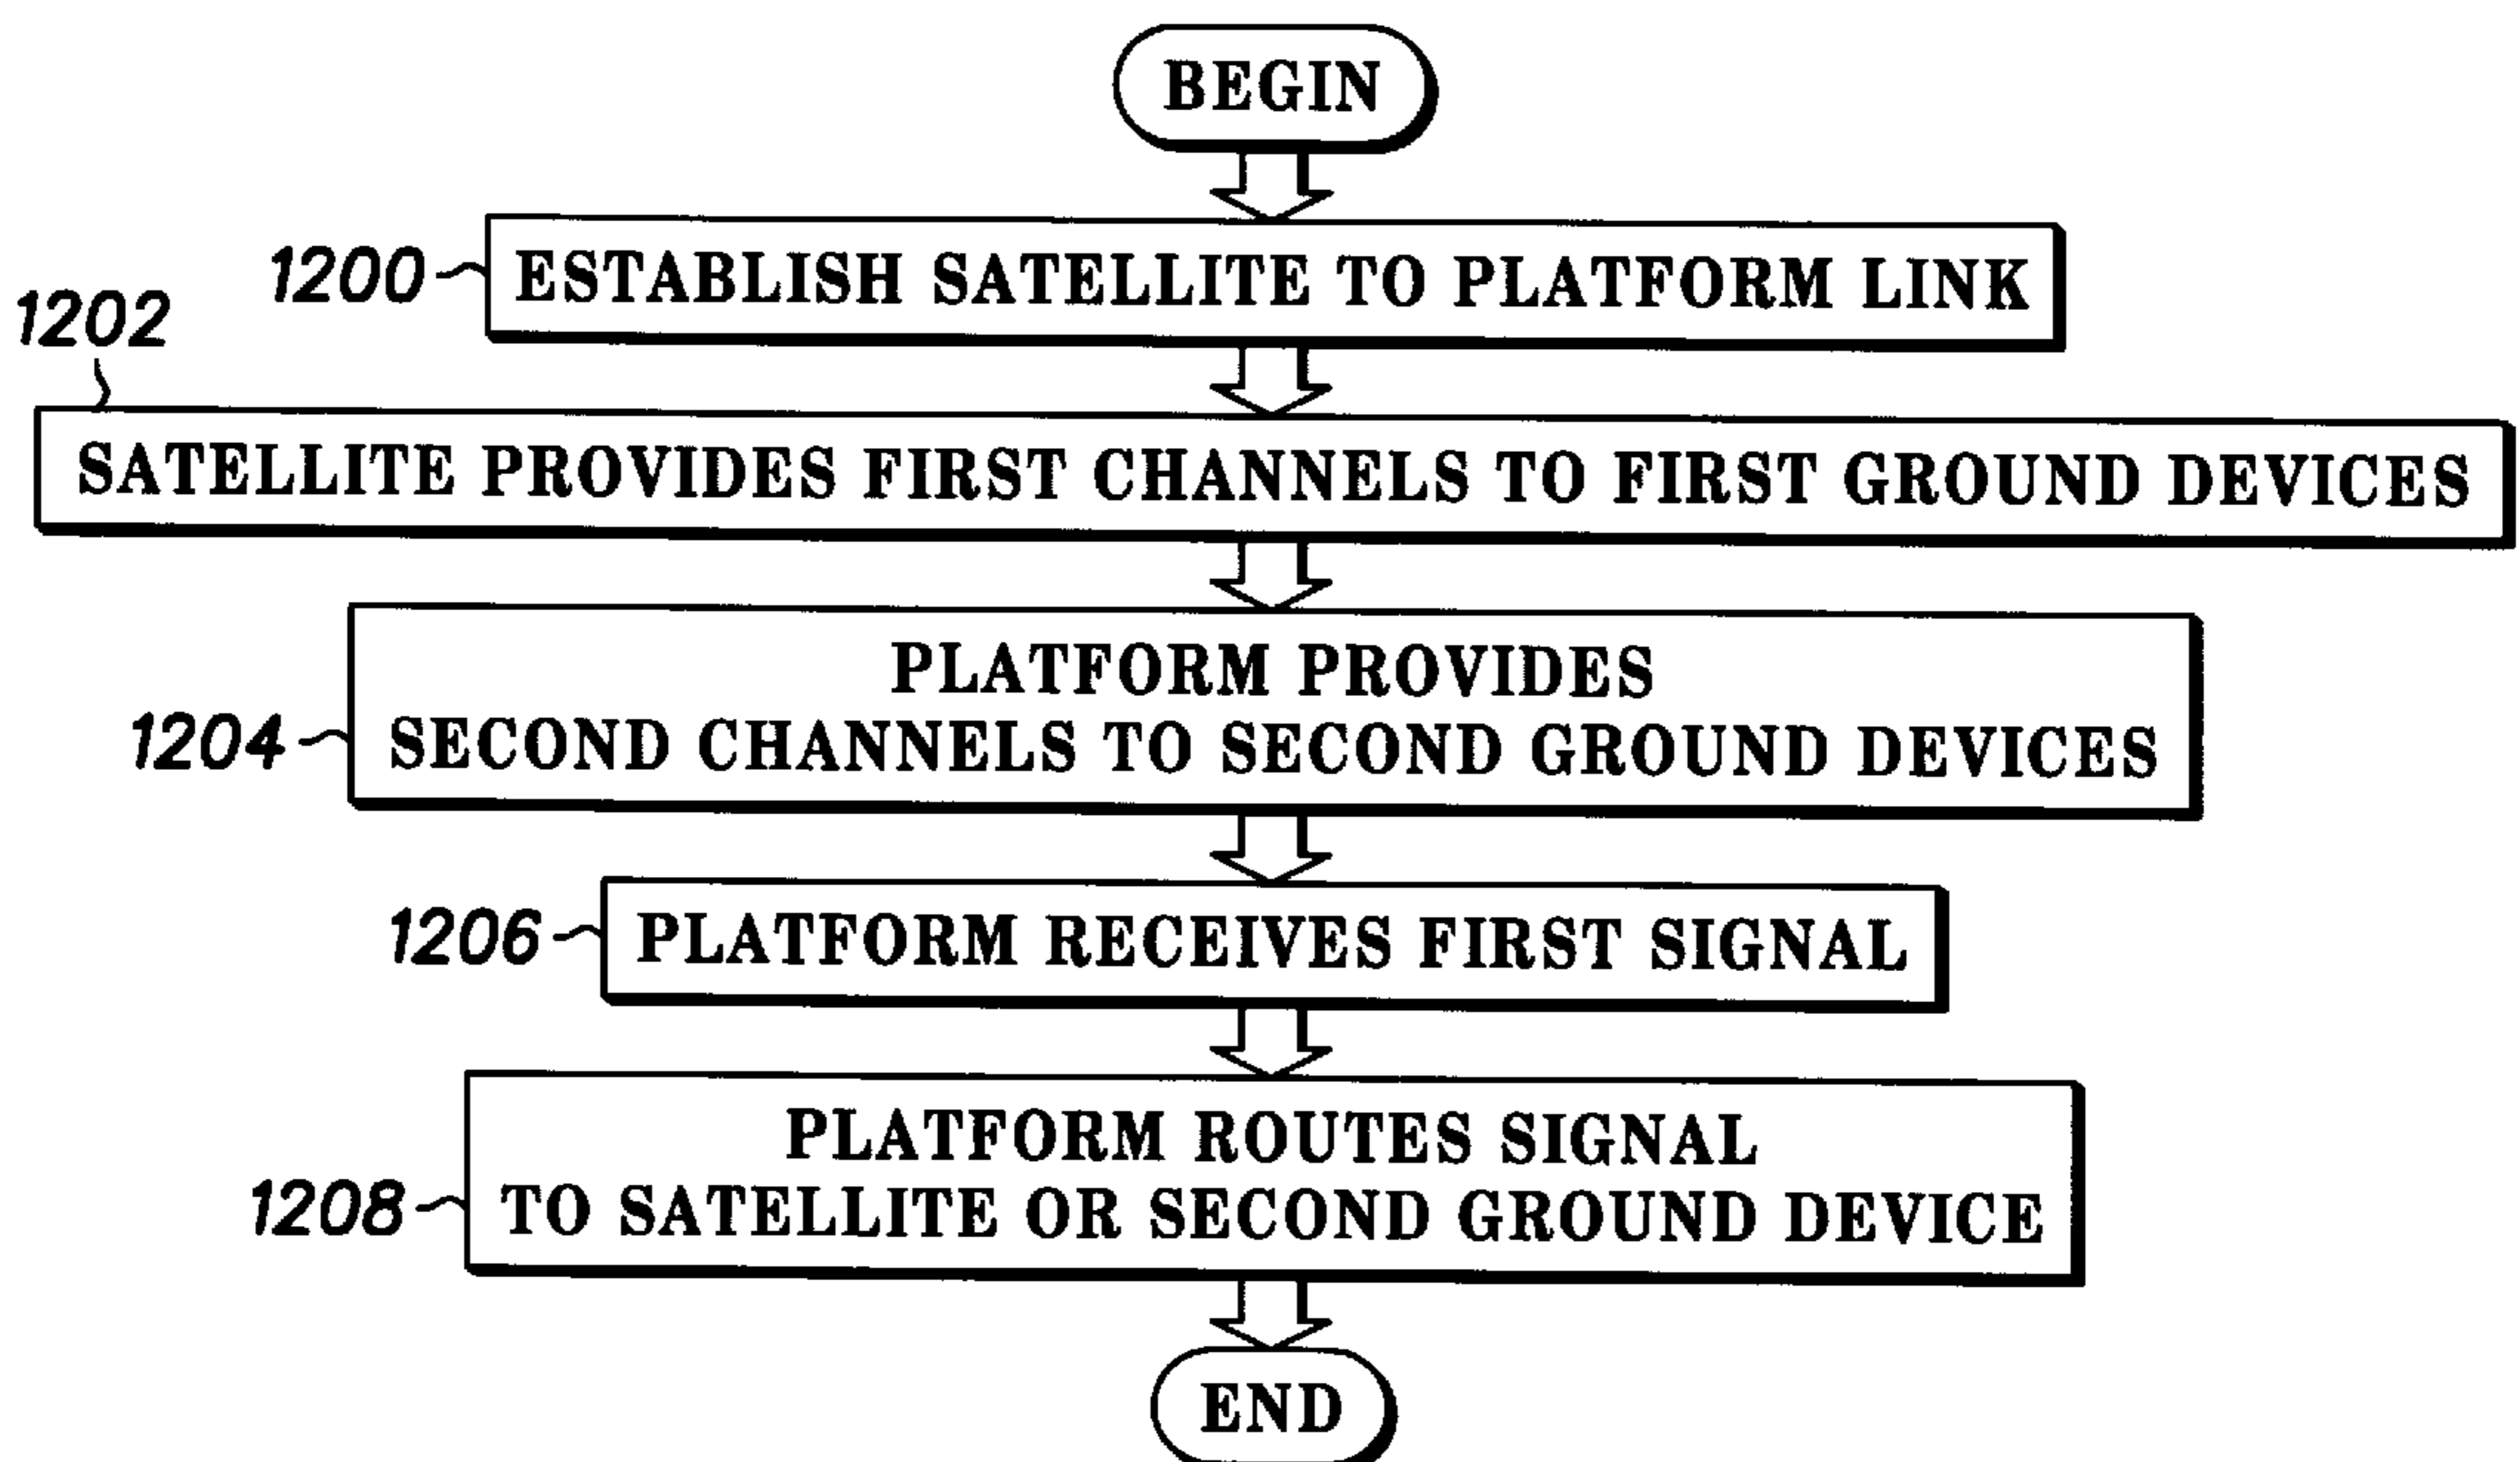 BEGIN
1200
ESTABLISH SATELLITE TO PLATFORM LINK
1202
SATELLITE PROVIDES FIRST CHANNELS TO FIRST GROUND DEVICES
PLATFORM PROVIDES
1204
SECOND CHANNELS TO SECOND GROUND DEVICES
1206
PLATFORM RECEIVES FIRST SIGNAL
PLATFORM ROUTES SIGNAL
1208
TO SATELLITE OR SECOND GROUND DEVICE
END